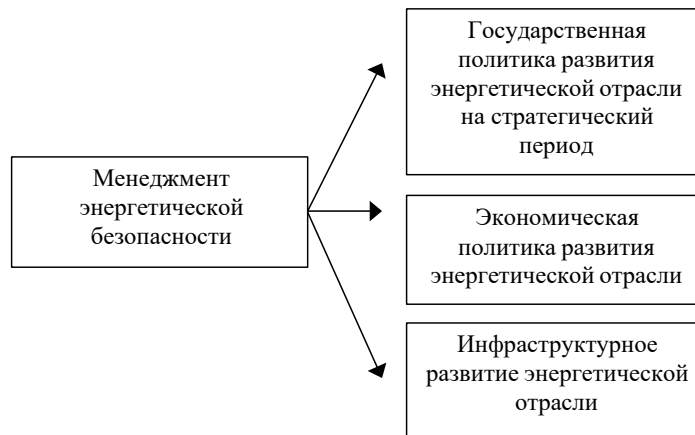 Менеджмент
энергетической
безопасности
Государственная
политика развития
энергетической отрасли
на стратегический
период
Экономическая
политика развития
энергетической отрасли
Инфраструктурное
развитие энергетической
отрасли